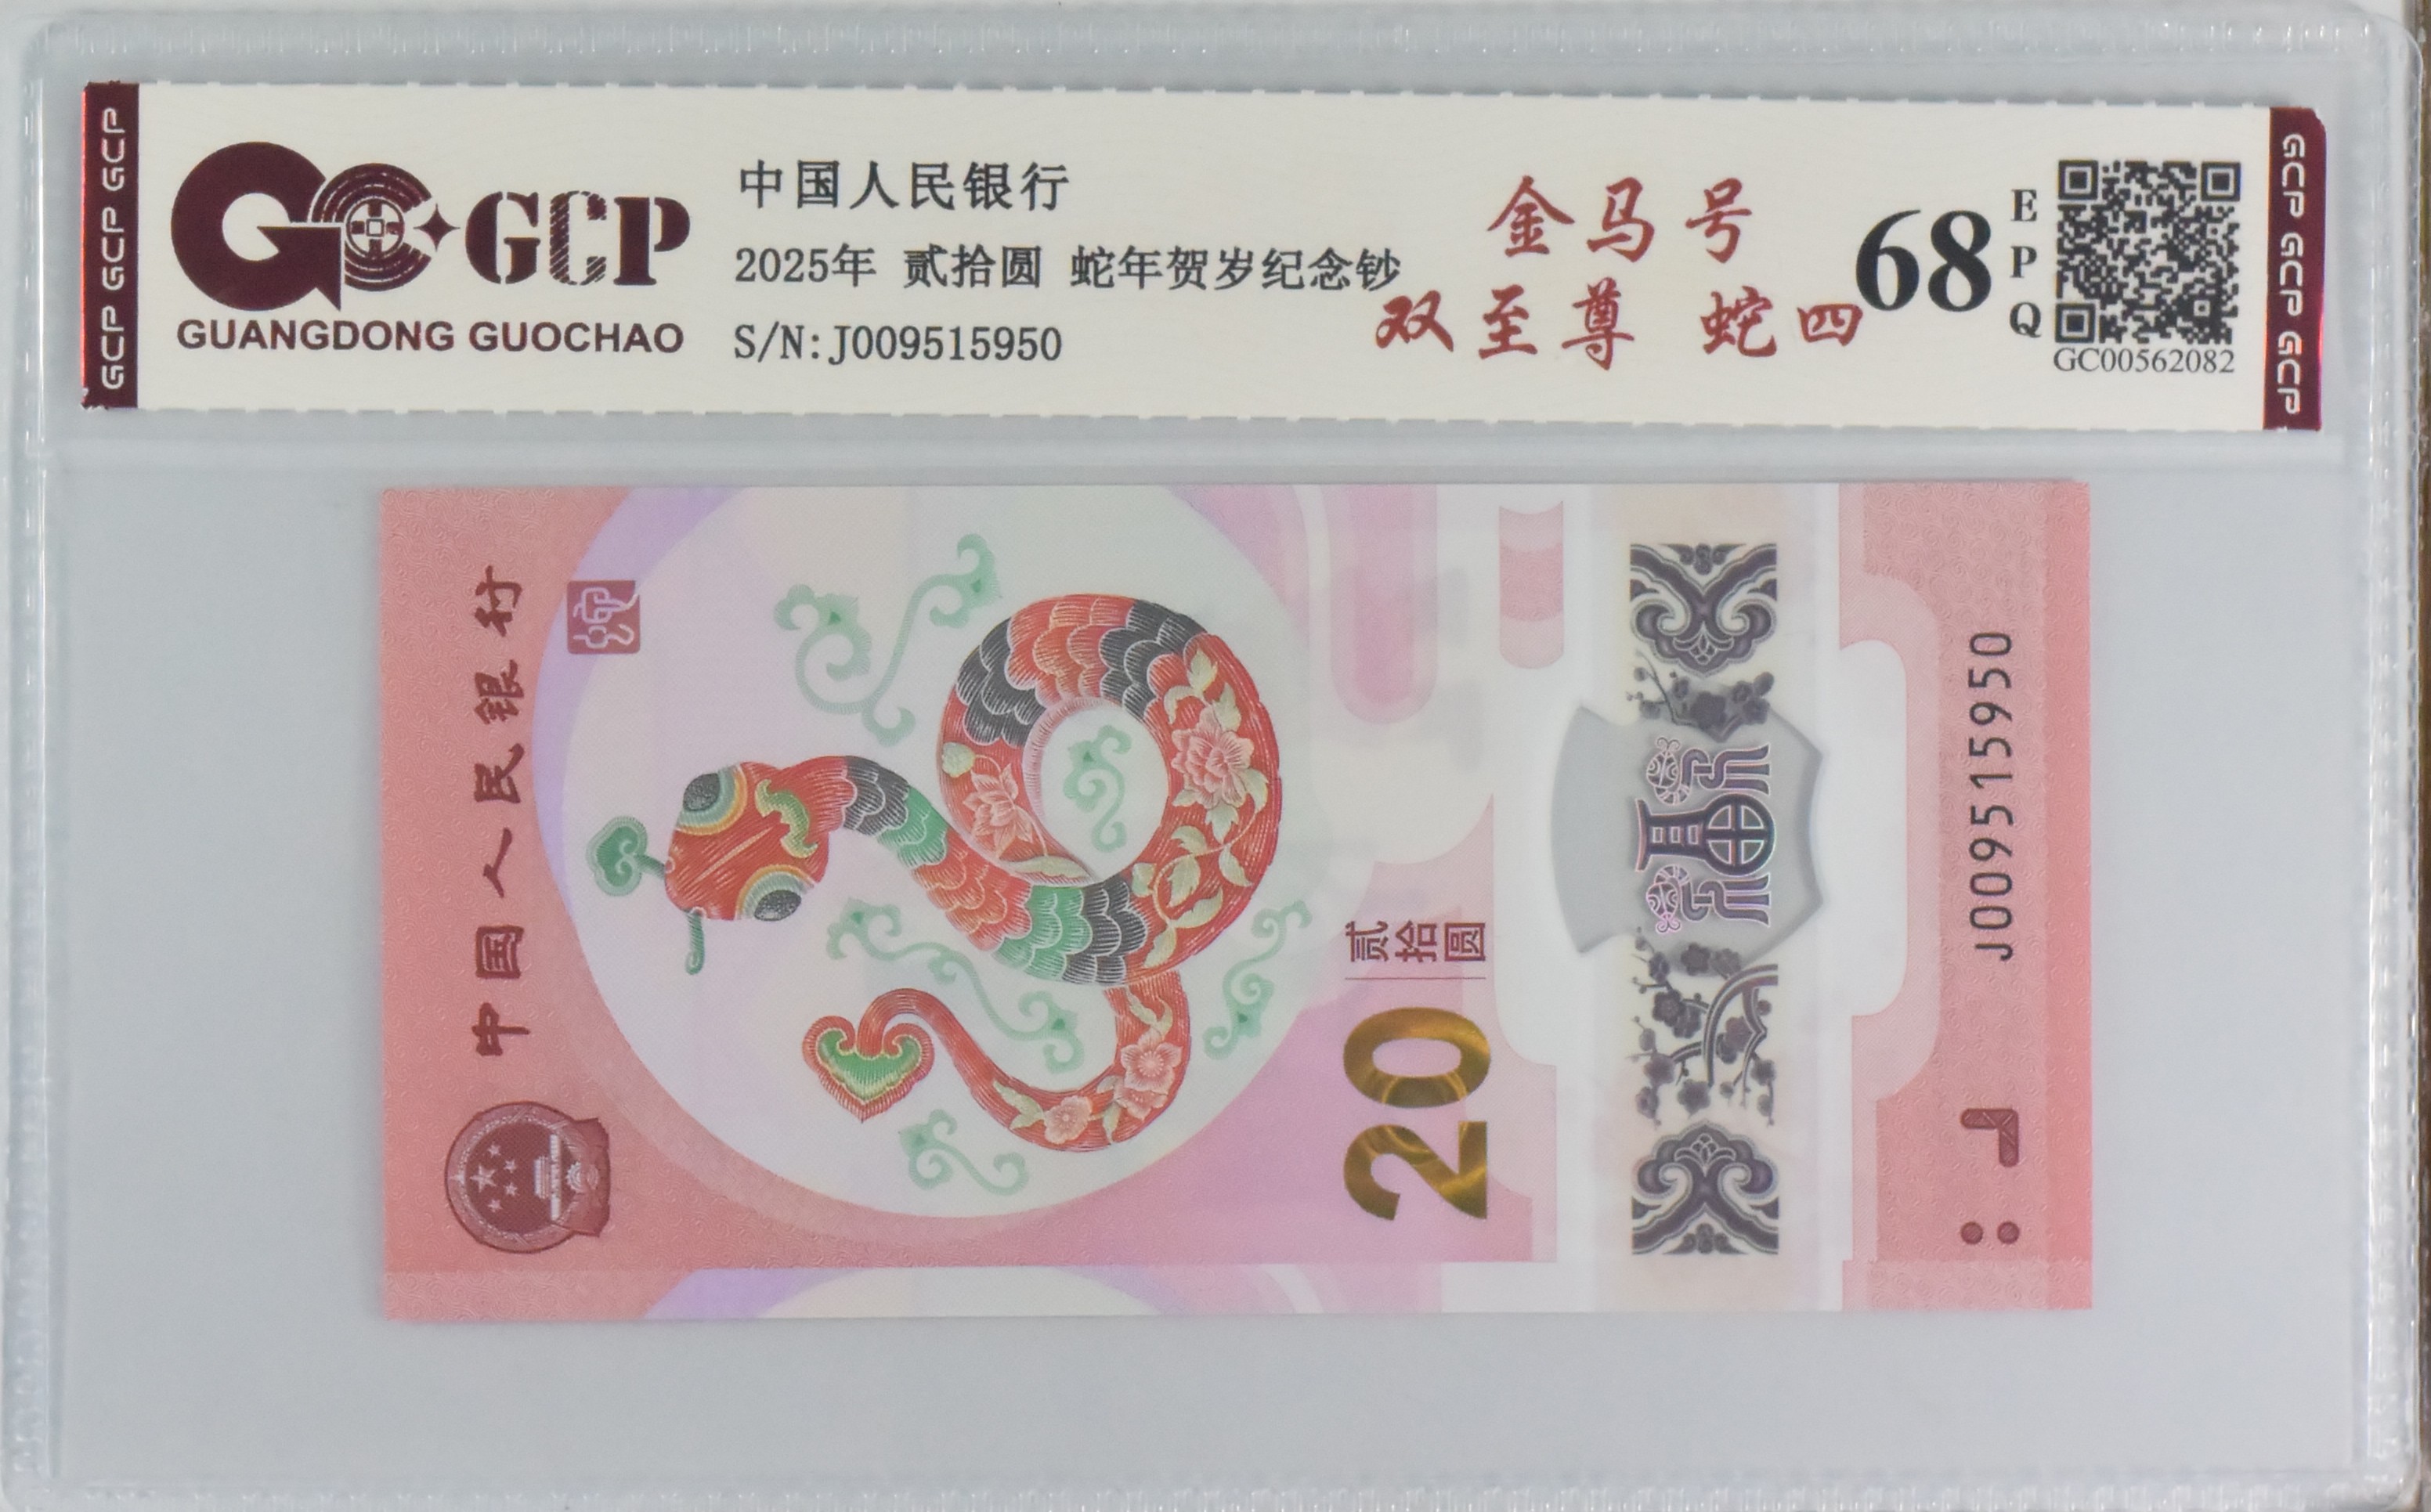 GCP GCP GCP
GCP
GUANGDONG GUOCHAO
中国人民银行
2025年 贰拾圆 蛇年贺岁纪念钞
S/N:J009515950
金马号
双至尊 蛇四
68
EPQ
GC00562082
GCP GCP GCP
中国人民银行
贰拾圆
20
J009515950